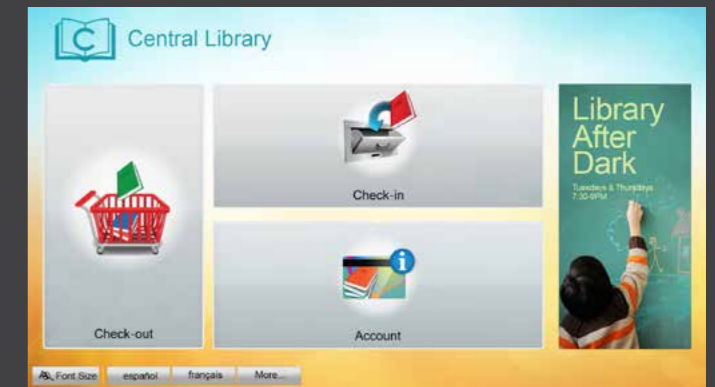 C
Central Library
Check-out
Check-in
Account
Library
After
Dark
Tuesdays & Thursdays
7:30-9PM
Font Size
español
français
More...